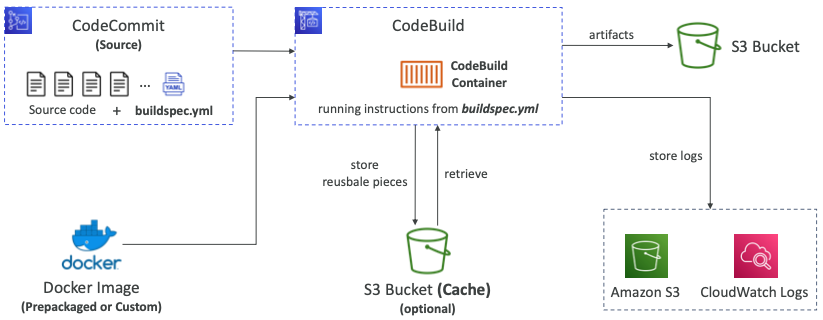 CodeCommit
(Source)
...
YAML
Source code + buildspec.yml
CodeBuild
CodeBuild
Container
running instructions from buildspec.yml
artifacts
S3 Bucket
store
reusbale pieces
retrieve
store logs
docker
Docker Image
(Prepackaged or Custom)
S3 Bucket (Cache)
(optional)
Amazon S3
CloudWatch Logs